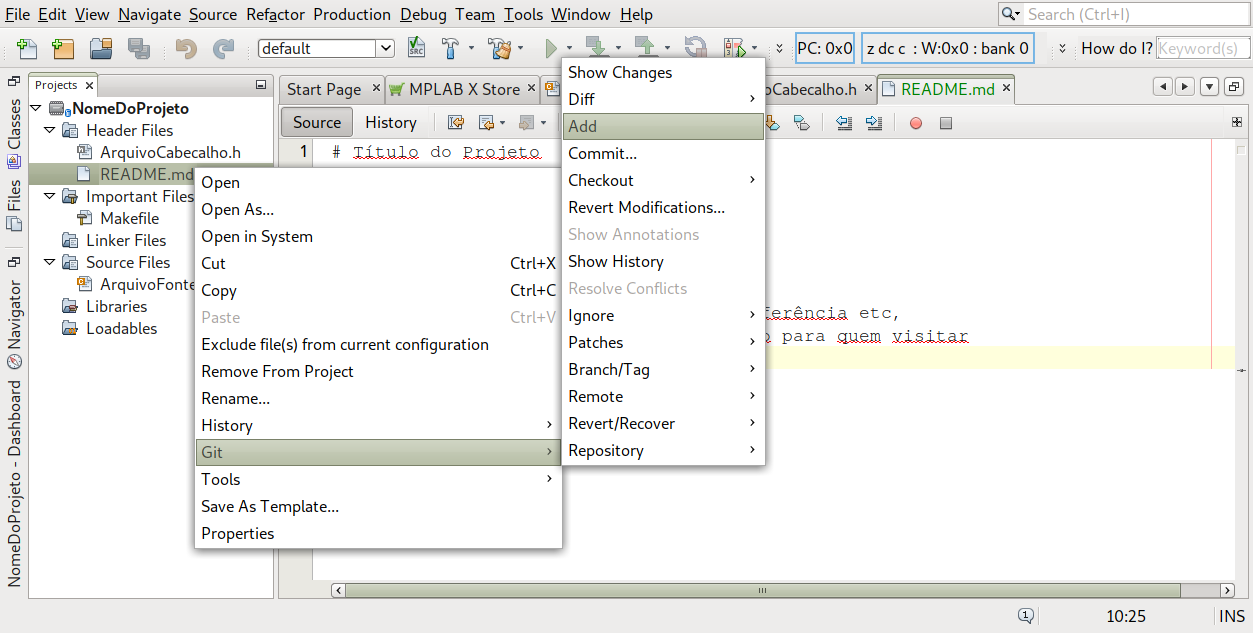 File Edit View Navigate Source Refactor Production Debug Team Tools Window Help
Search (Ctrl+I)
default
SRC
PC: 0x0
z dc c : W:0x0 : bank 0
How do I?
Keyword(s)
Projects
Start Page
MPLAB X Store
Cabecalho.h
README.md
Classes
Files
Navigator
NomeDoProjeto - Dashboard
NomeDoProjeto
Header Files
ArquivoCabecalho.h
README.md
Important Files
Makefile
Linker Files
Source Files
ArquivoFonte
Libraries
Loadables
Source
History
1 # Título do Projeto
etc,
para quem visitar
Open
Open As...
Open in System
Cut Ctrl+X
Copy Ctrl+C
Paste Ctrl+V
Exclude file(s) from current configuration
Remove From Project
Rename...
History
Git
Tools
Save As Template...
Properties
Show Changes
Diff
Add
Commit...
Checkout
Revert Modifications...
Show Annotations
Show History
Resolve Conflicts
Ignore
Patches
Branch/Tag
Remote
Revert/Recover
Repository
1
10:25
INS